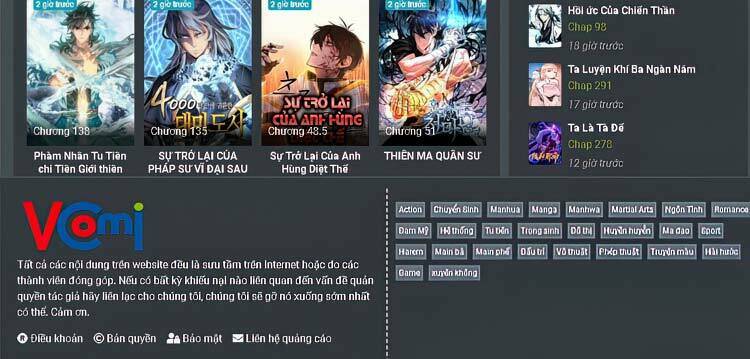 2 giờ trước
2 giờ trước
2 giờ trước
2 giờ trước
Chương 138
Chương 135
SỰ TRỞ LẠI
CỦA ANH HÙNG
Chương 48.5
Chương 51
Phàm Nhân Tu Tiên
chi Tiên Giới thiên
SỰ TRỞ LẠI CỦA
PHÁP SƯ VĨ ĐẠI SAU
Sự Trở Lại Của Anh
Hùng Diệt Thế
THIÊN MA QUÂN SƯ
Hồi ức Của Chiến Thần
Chap 98
18 giờ trước
Ta Luyện Khí Ba Ngàn Năm
Chap 291
17 giờ trước
Ta Là Tà Đế
Chap 278
12 giờ trước
VComi
Tất cả các nội dung trên website đều là sưu tầm trên Internet hoặc do các
thành viên đóng góp. Nếu có bất kỳ khiếu nại nào liên quan đến vấn đề quản
quyền tác giả hãy liên lạc cho chúng tôi, chúng tôi sẽ gỡ nó xuống sớm nhất
có thể. Cảm ơn.
® Điều khoản © Bản quyền Bảo mật Liên hệ quảng cáo
Action Chuyển Sinh Manhua Manga Manhwa Martial Arts Ngôn Tình Romance
Đam Mỹ Hệ thống Tu tiên Trọng sinh Đô thị Huyền huyễn Ma đạo Sport
Harem Main bá Main phế Đấu trí Võ thuật Phép thuật Truyện màu Hài hước
Game xuyên không